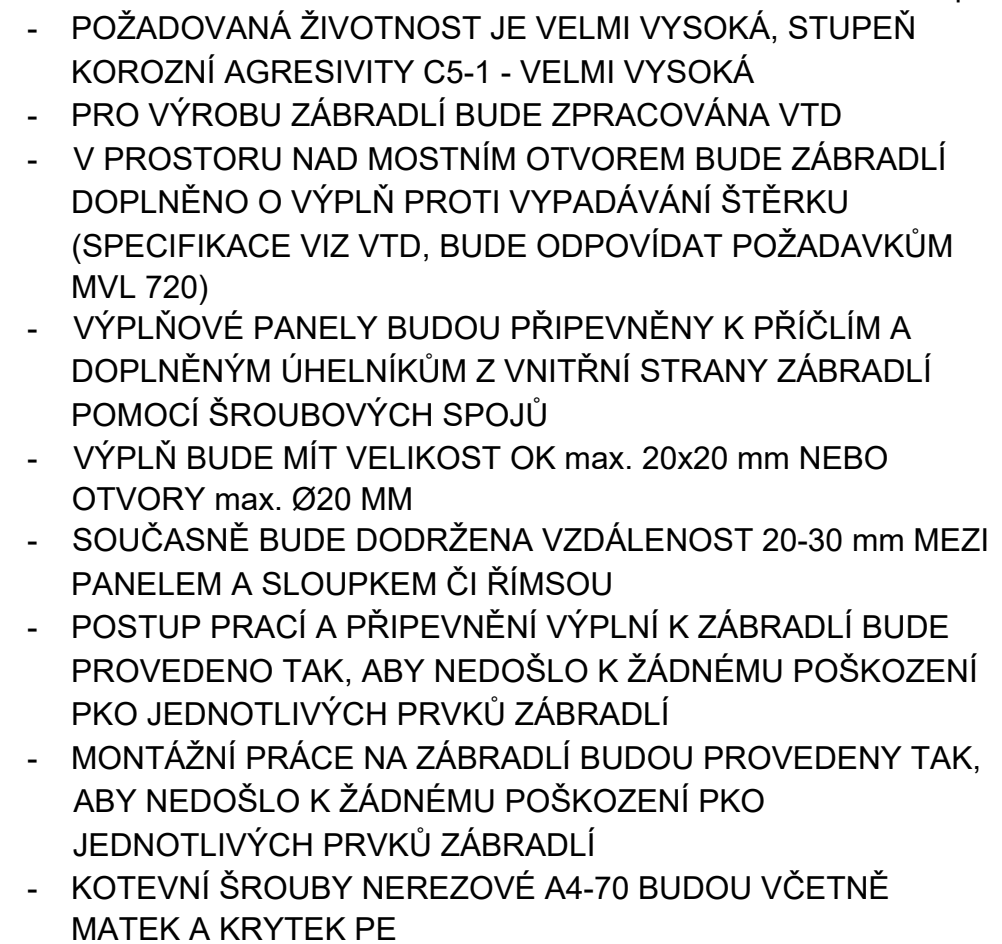 - POŽADOVANÁ ŽIVOTNOST JE VELMI VYSOKÁ, STUPEŇ
KOROZNÍ AGRESIVITY C5-1 - VELMI VYSOKÁ
- PRO VÝROBU ZÁBRADLÍ BUDE ZPRACOVÁNA VTD
- V PROSTORU NAD MOSTNÍM OTVOREM BUDE ZÁBRADLÍ
DOPLNĚNO O VÝPLŇ PROTI VYPADÁVÁNÍ ŠTĚRKU
(SPECIFIKACE VIZ VTD, BUDE ODPOVÍDAT POŽADAVKŮM
MVL 720)
- VÝPLŇOVÉ PANELY BUDOU PŘIPEVNĚNY K PŘÍČLÍM A
DOPLNĚNÝM ÚHELNÍKŮM Z VNITŘNÍ STRANY ZÁBRADLÍ
POMOCÍ ŠROUBOVÝCH SPOJŮ
- VÝPLŇ BUDE MÍT VELIKOST OK max. 20x20 mm NEBO
OTVORY max. Ø20 MM
- SOUČASNĚ BUDE DODRŽENA VZDÁLENOST 20-30 mm MEZI
PANELEM A SLOUPKEM ČI ŘÍMSOU
- POSTUP PRACÍ A PŘIPEVNĚNÍ VÝPLNÍ K ZÁBRADLÍ BUDE
PROVEDENO TAK, ABY NEDOŠLO K ŽÁDNÉMU POŠKOZENÍ
PKO JEDNOTLIVÝCH PRVKŮ ZÁBRADLÍ
- MONTÁŽNÍ PRÁCE NA ZÁBRADLÍ BUDOU PROVEDENY TAK,
ABY NEDOŠLO K ŽÁDNÉMU POŠKOZENÍ PKO
JEDNOTLIVÝCH PRVKŮ ZÁBRADLÍ
- KOTEVNÍ ŠROUBY NEREZOVÉ A4-70 BUDOU VČETNĚ
MATEK A KRYTEK PE